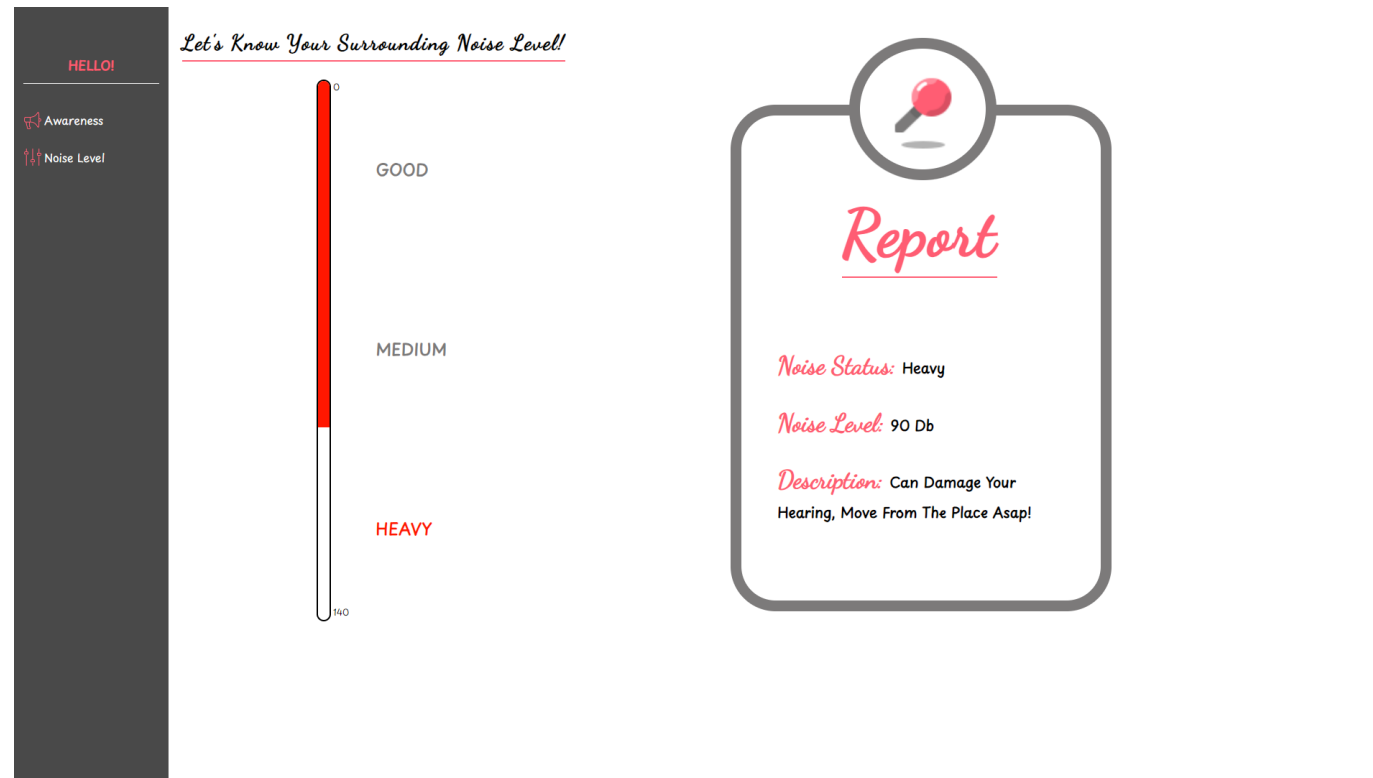 HELLO!
Awareness
Noise Level
Let's Know Your Surrounding Noise Level!
0
GOOD
MEDIUM
HEAVY
140
Report
Noise Status: Heavy
Noise Level: 90 Db
Description: Can Damage Your
Hearing, Move From The Place Asap!